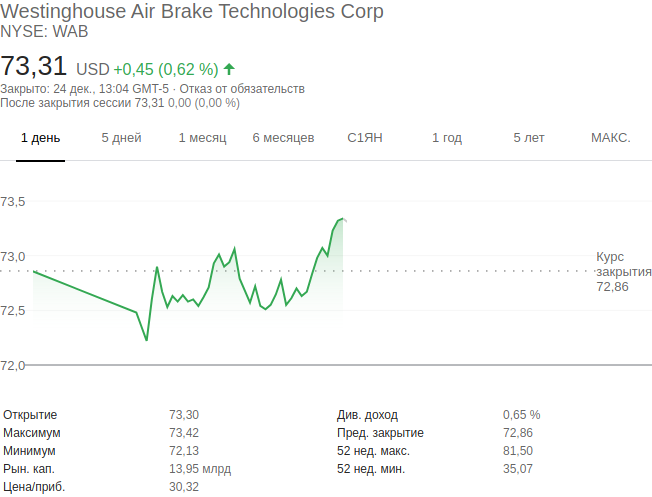 Westinghouse Air Brake Technologies Corp
NYSE: WAB
73,31 USD +0,45 (0,62 %)
Закрыто: 24 дек., 13:04 GMT-5 · Отказ от обязательств
После закрытия сессии 73,31 0,00 (0,00 %)
1 день 5 дней 1 месяц 6 месяцев С1ЯН 1 год 5 лет МАКС.
73,5
73,0
72,5
72,0
Курс
закрытия
72,86
Открытие 73,30 Див. доход 0,65 %
Максимум 73,42 Пред. закрытие 72,86
Минимум 72,13 52 нед. макс. 81,50
Рын. кап. 13,95 млрд 52 нед. мин. 35,07
Цена/приб. 30,32